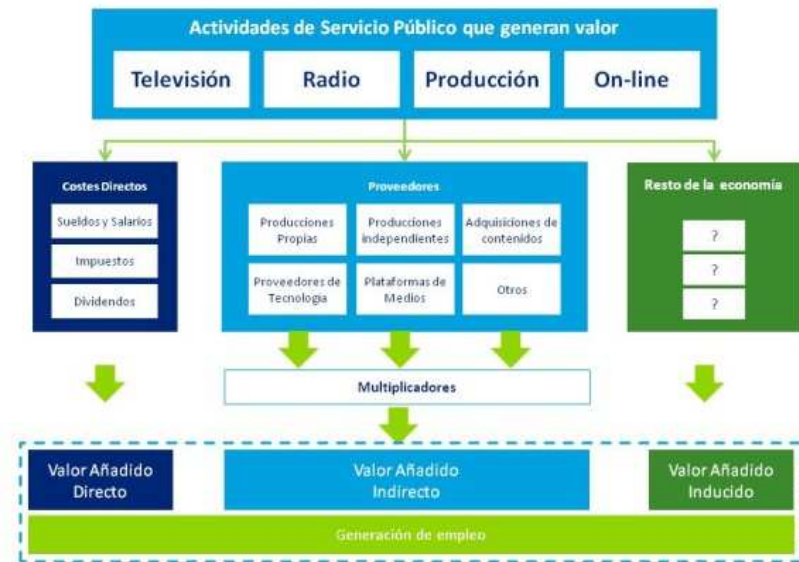 Actividades de Servicio Público que generan valor
Televisión
Radio
Producción
On-line
Costes Directos
Sueldos y Salarios
Impuestos
Dividendos
Proveedores
Producciones
Propias
Producciones
independientes
Adquisiciones de
contenidos
Proveedores de
Tecnología
Plataformas de
Medios
Otros
Resto de la economía
?
?
?
Multiplicadores
Valor Añadido
Directo
Valor Añadido
Indirecto
Valor Añadido
Inducido
Generación de empleo